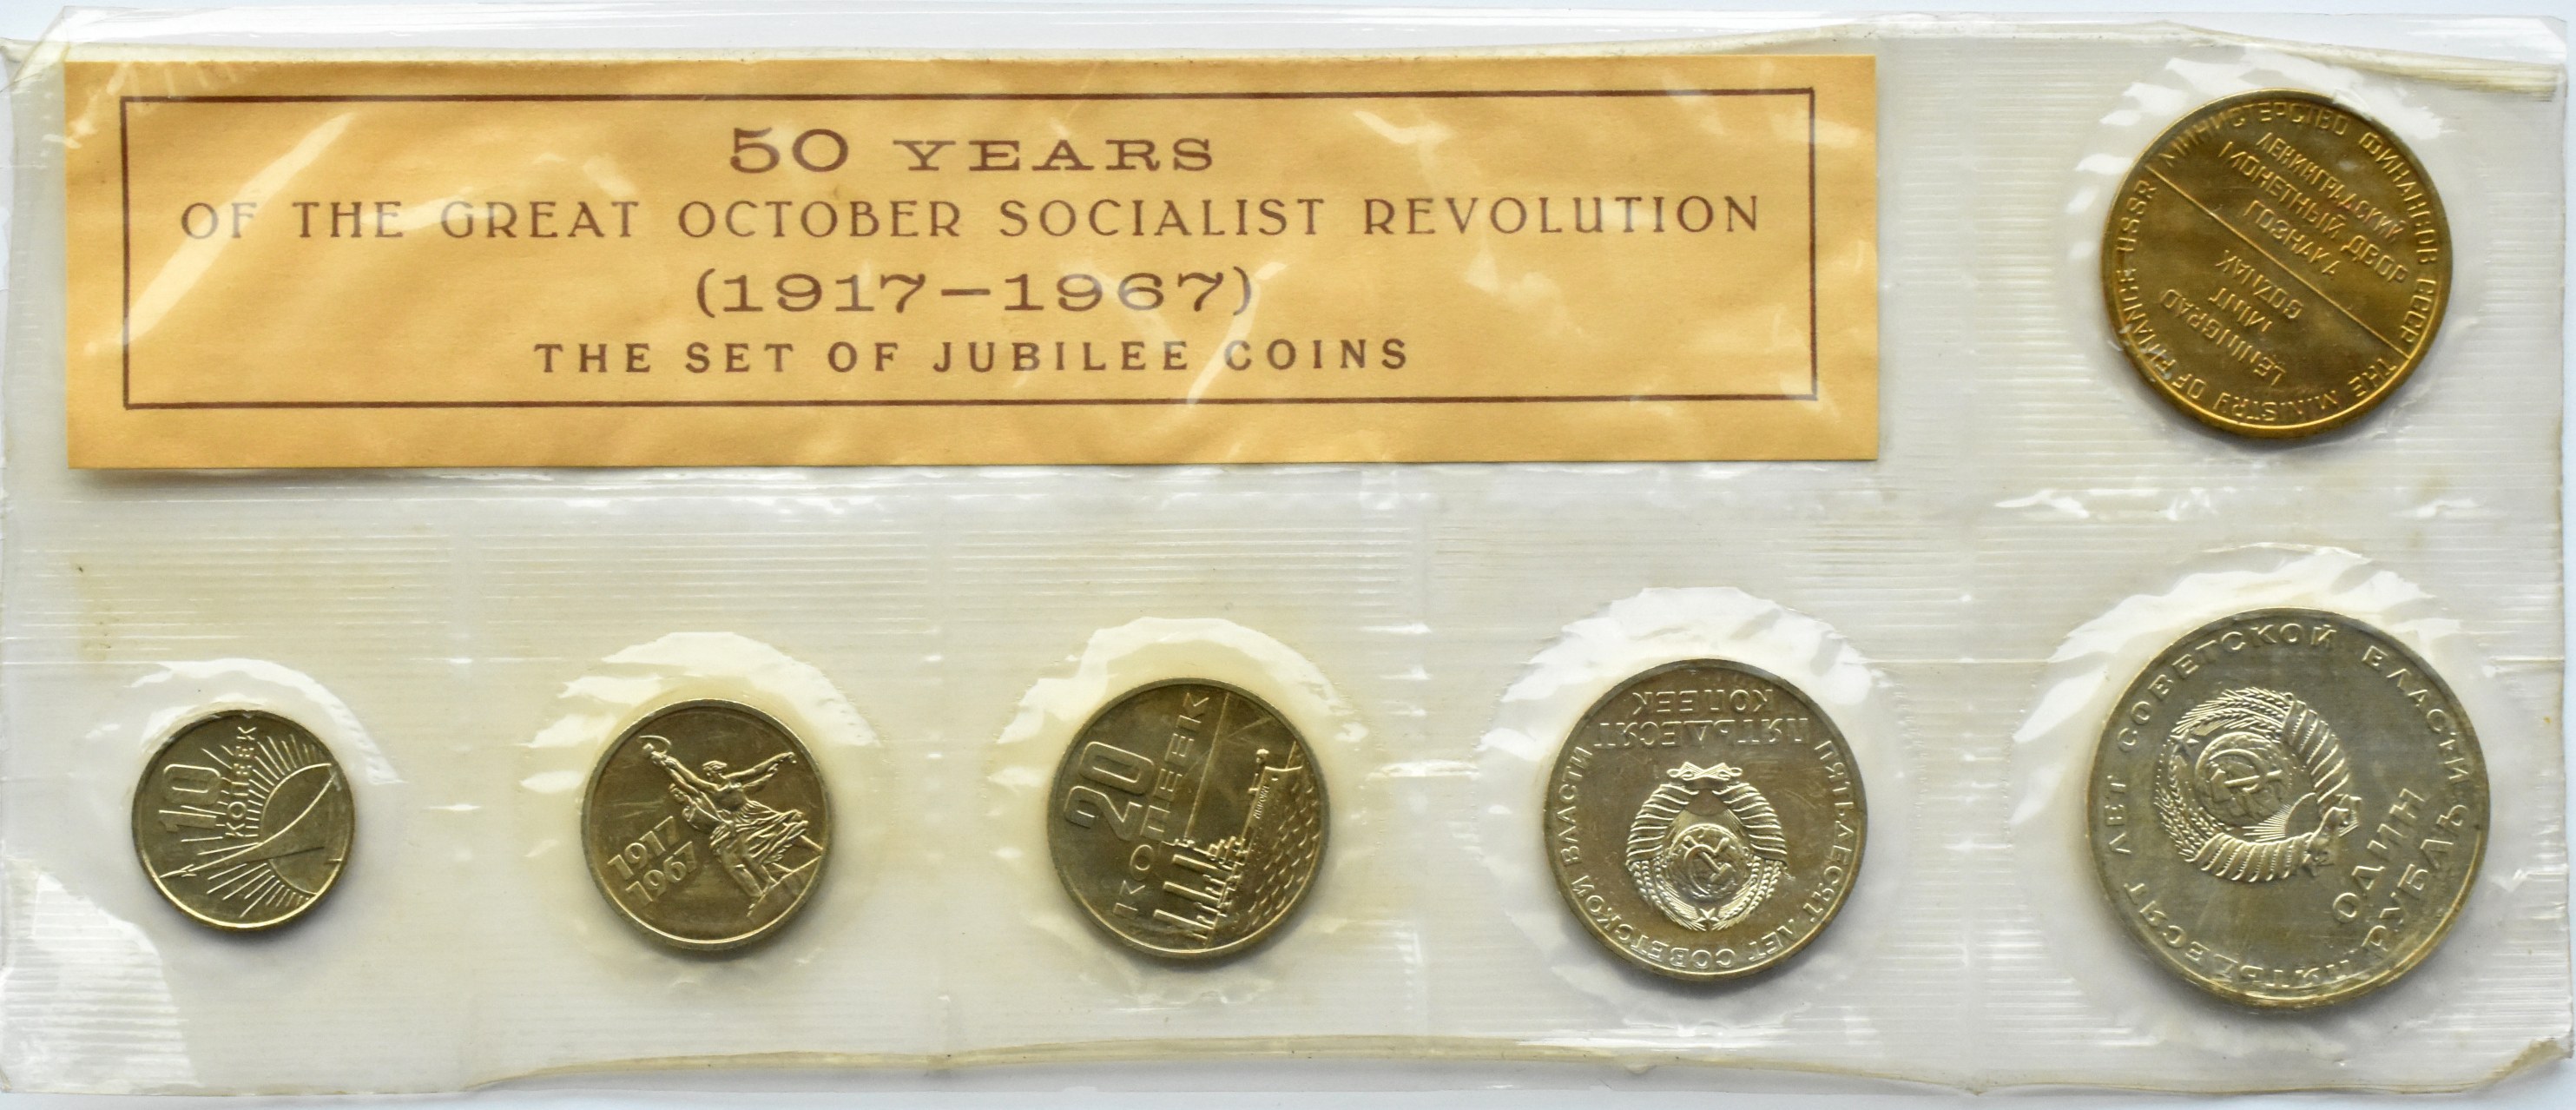 50 YEARS
OF THE GREAT OCTOBER SOCIALIST REVOLUTION
(1917–1967)
THE SET OF JUBILEE COINS
МИНИСТЕРСТВО ФИНАНСОВ СССР
ЛЕНИНГРАДСКИЙ
МОНЕТНЫЙ ДВОР
ГОЗНАКА
GOZNAK
MINT
LENINGRAD
THE MINISTRY OF FINANCE USSR
10
КОПЕЕК
1917
1967
20
КОПЕЕК
ПЯТЬДЕСЯТ
КОПЕЕК
ПЯТЬДЕСЯТ ЛЕТ СОВЕТСКОЙ ВЛАСТИ
ПЯТЬДЕСЯТ ЛЕТ СОВЕТСКОЙ ВЛАСТИ
ОДИН
РУБЛЬ